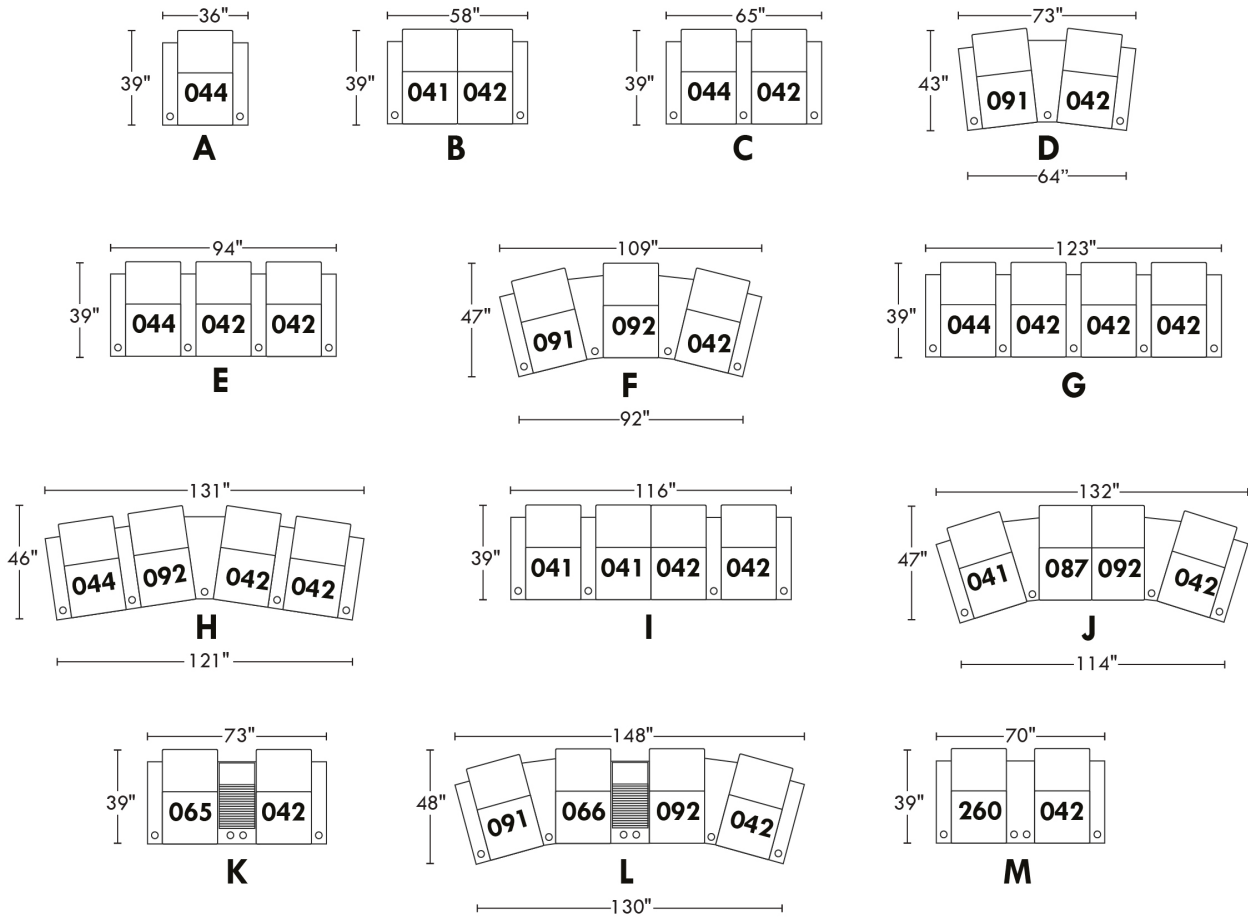 36" 58" 65" 73"
39" 044 39" 041 042 39" 044 042 43" 091 042
A B C D
64”
94" 109" 123"
39" 044 042 042 47" 091 092 042 39" 044 042 042 042
E F G
92"
131" 116" 132"
46" 044 092 042 042 39" 041 041 042 042 47" 041 087 092 042
H I J
121" 114"
73" 148" 70"
39" 065 042 48" 091 066 092 042 39" 260 042
K L M
130"